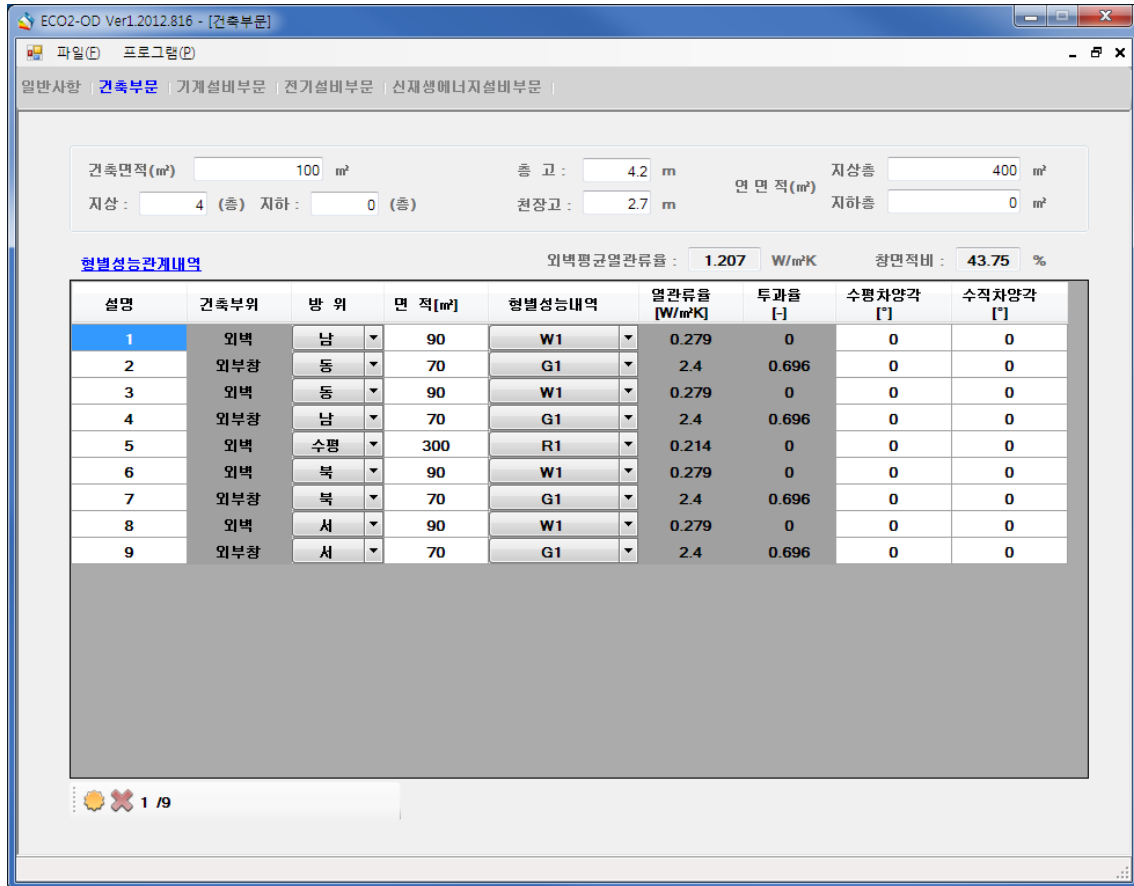 ECO2-OD Ver1.2012.816 - [건축부문]
파일(F) 프로그램(P)
일반사항 건축부문 기계설비부문 전기설비부문 신재생에너지설비부문
건축면적(㎡) 100 ㎡ 층 고 : 4.2 m 연 면 적(㎡) 지상층 400 ㎡
지상 : 4 (층) 지하 : 0 (층) 천장고 : 2.7 m 지하층 0 ㎡
형별성능관계내역 외벽평균열관류율 : 1.207 W/㎡K 창면적비 : 43.75 %
설명 건축부위 방 위 면 적[㎡] 형별성능내역 열관류율 [W/㎡K] 투과율 [-] 수평차양각 [°] 수직차양각 [°]
1 외벽 남 90 W1 0.279 0 0 0
2 외부창 동 70 G1 2.4 0.696 0 0
3 외벽 동 90 W1 0.279 0 0 0
4 외부창 남 70 G1 2.4 0.696 0 0
5 외벽 수평 300 R1 0.214 0 0 0
6 외벽 북 90 W1 0.279 0 0 0
7 외부창 북 70 G1 2.4 0.696 0 0
8 외벽 서 90 W1 0.279 0 0 0
9 외부창 서 70 G1 2.4 0.696 0 0
1 /9